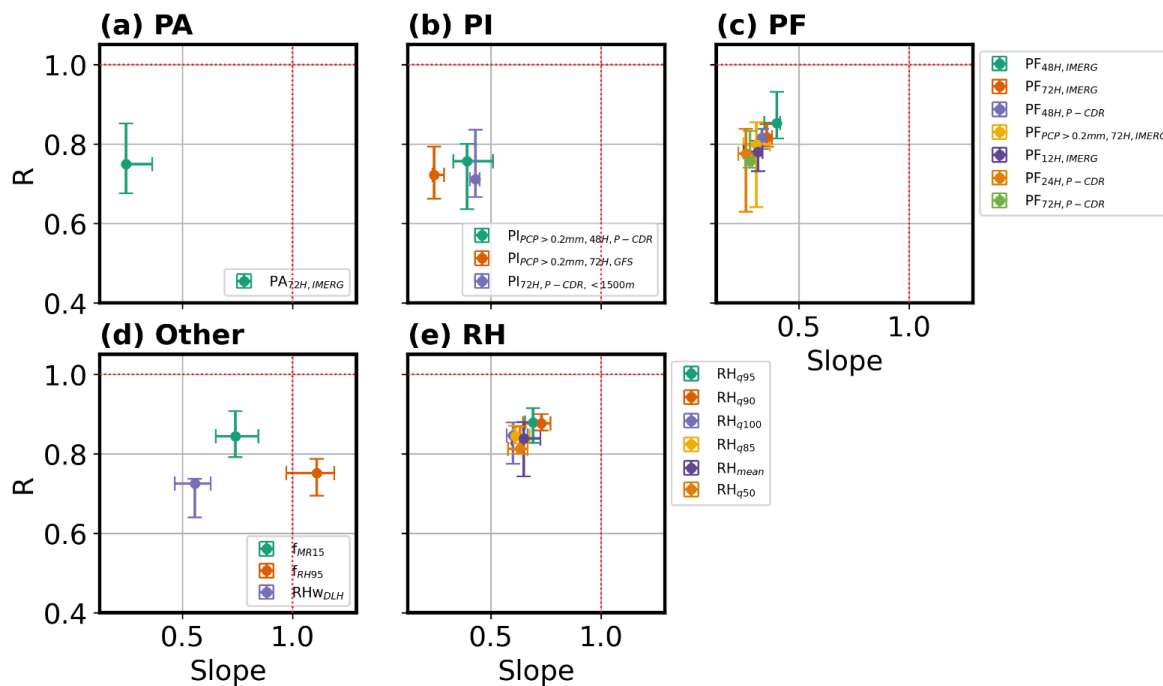 (a) PA
(b) PI
(c) PF
1.0
0.8
0.6
0.4
R
PA72H, IMERG
PIPCP>0.2mm, 48H, P−CDR
PIPCP>0.2mm, 72H, GFS
PI72H, P−CDR, <1500m
0.5
1.0
Slope
PF48H, IMERG
PF72H, IMERG
PF48H, P−CDR
PFPCP>0.2mm, 72H, IMERG
PF12H, IMERG
PF24H, P−CDR
PF72H, P−CDR
(d) Other
(e) RH
1.0
0.8
0.6
0.4
R
fMR15
fRH95
RHwDLH
0.5
1.0
Slope
0.5
1.0
Slope
RHq95
RHq90
RHq100
RHq85
RHmean
RHq50